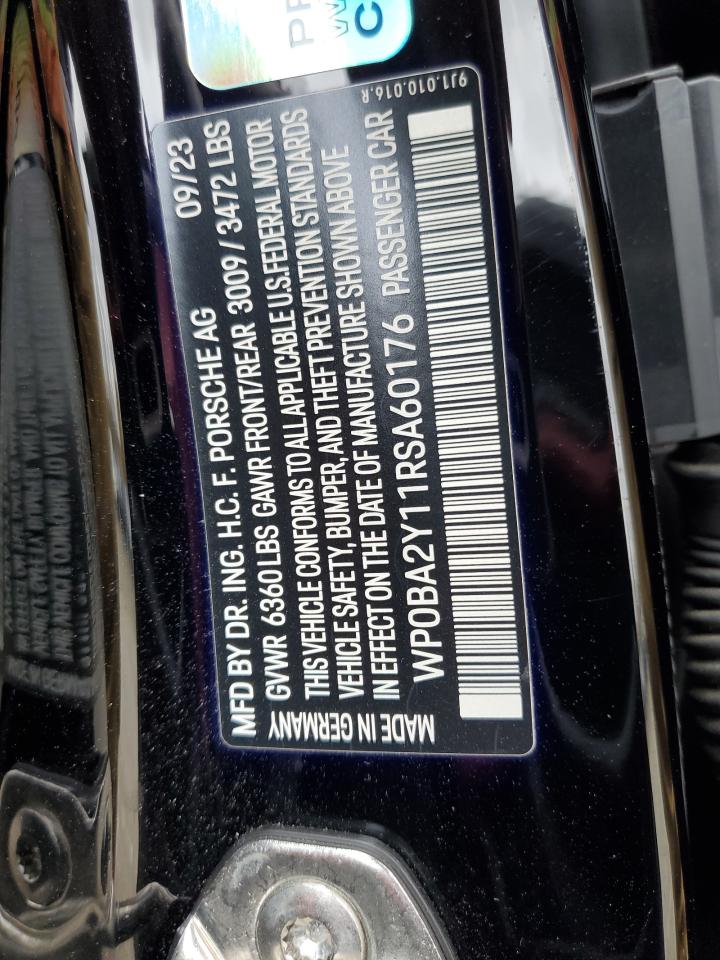 9J1.010.016.R
MFD BY DR. ING. H.C. F. PORSCHE AG 09/23
GVWR 6360 LBS GAWR FRONT/REAR 3009 / 3472 LBS
THIS VEHICLE CONFORMS TO ALL APPLICABLE U.S. FEDERAL MOTOR
VEHICLE SAFETY, BUMPER, AND THEFT PREVENTION STANDARDS
IN EFFECT ON THE DATE OF MANUFACTURE SHOWN ABOVE
WP0BA2Y11RSA60176 PASSENGER CAR
MADE IN GERMANY